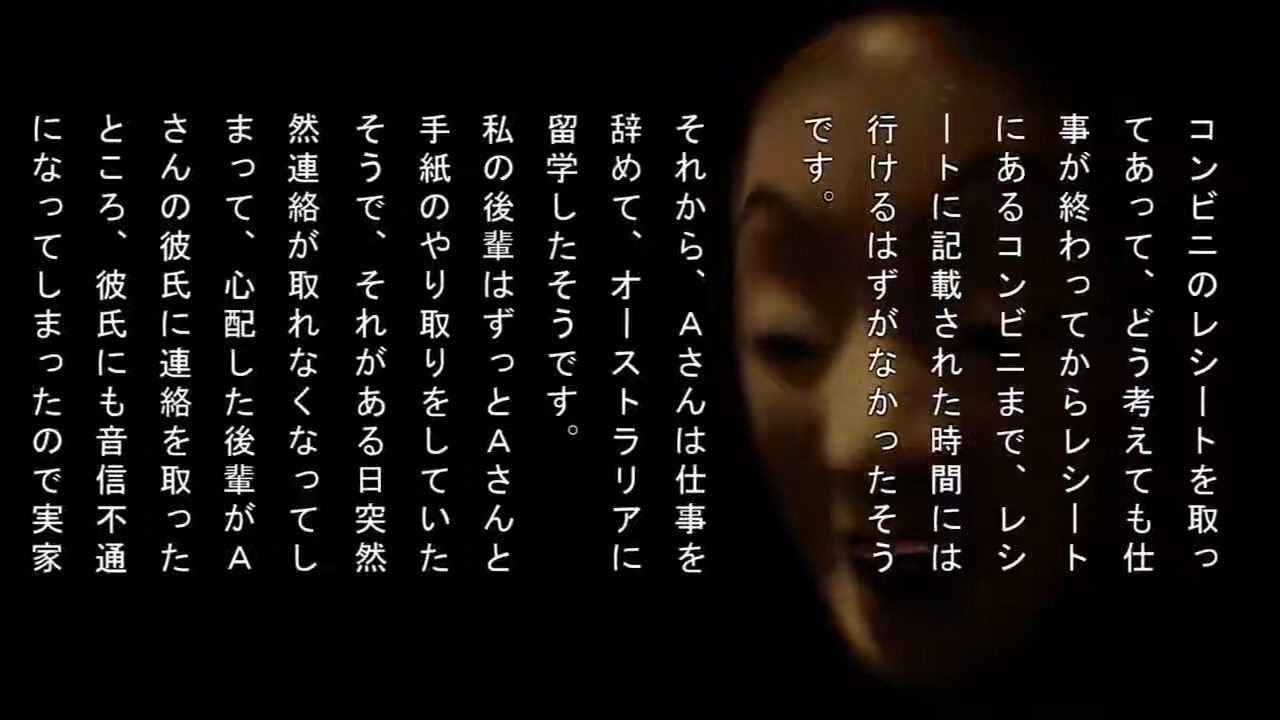 コンビニのレシートを取っ
てあって、どう考えても仕
事が終わってからレシート
にあるコンビニまで、レシ
ートに記載された時間には
行けるはずがなかったそう
です。
それから、Ａさんは仕事を
辞めて、オーストラリアに
留学したそうです。
私の後輩はずっとＡさんと
手紙のやり取りをしていた
そうで、それがある日突然
然連絡が取れなくなってし
まって、心配した後輩がＡ
さんの彼氏に連絡を取った
ところ、彼氏にも音信不通
になってしまったので実家